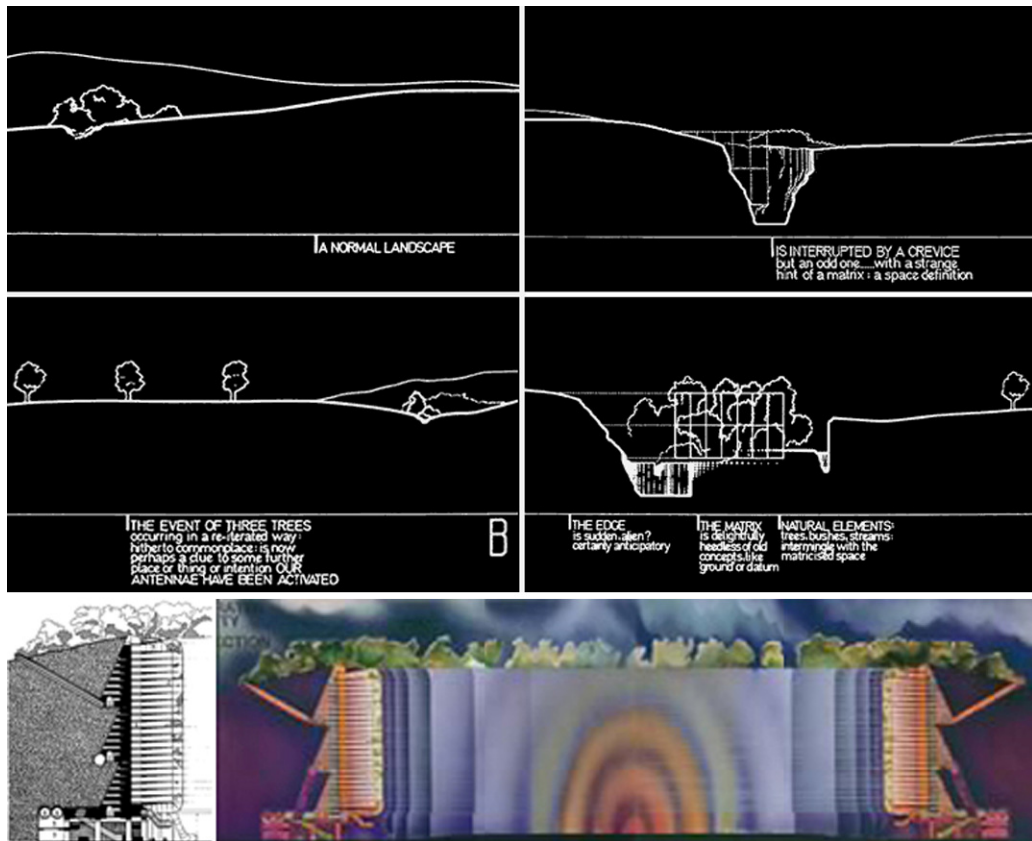 A NORMAL LANDSCAPE
IS INTERRUPTED BY A CREVICE
but an odd one.....with a strange
hint of a matrix : a space definition
THE EVENT OF THREE TREES
occurring in a re-iterated way:
hitherto commonplace: is now
perhaps a clue to some further
place or thing or intention OUR
ANTENNAE HAVE BEEN ACTIVATED
B
THE EDGE
is sudden, alien?
certainly anticipatory
THE MATRIX
is delightfully
heedless of old
concepts, like
'ground' or datum
NATURAL ELEMENTS:
trees, bushes, streams:
intermingle with the
matricised space